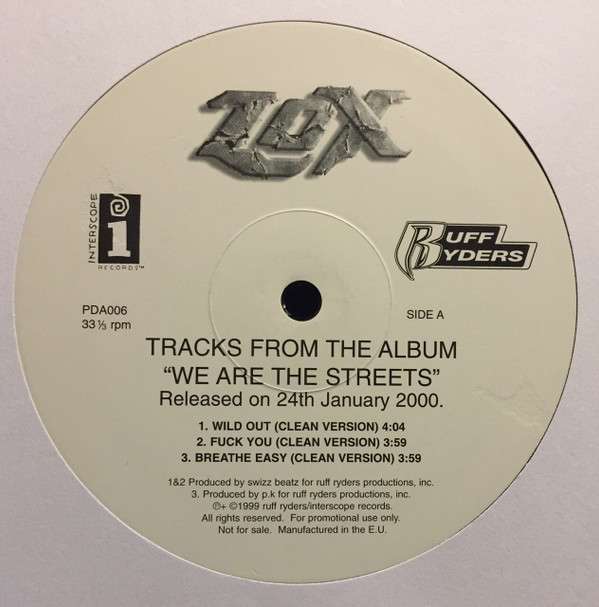 LOX
INTERSCOPE
i
RECORDS™
RUFF
RYDERS
PDA006
33 ⅓ rpm
SIDE A
TRACKS FROM THE ALBUM
“WE ARE THE STREETS”
Released on 24th January 2000.
1. WILD OUT (CLEAN VERSION) 4:04
2. FUCK YOU (CLEAN VERSION) 3:59
3. BREATHE EASY (CLEAN VERSION) 3:59
1&2 Produced by swizz beatz for ruff ryders productions, inc.
3. Produced by p.k for ruff ryders productions, inc.
℗+ ©1999 ruff ryders/interscope records.
All rights reserved. For promotional use only.
Not for sale. Manufactured in the E.U.